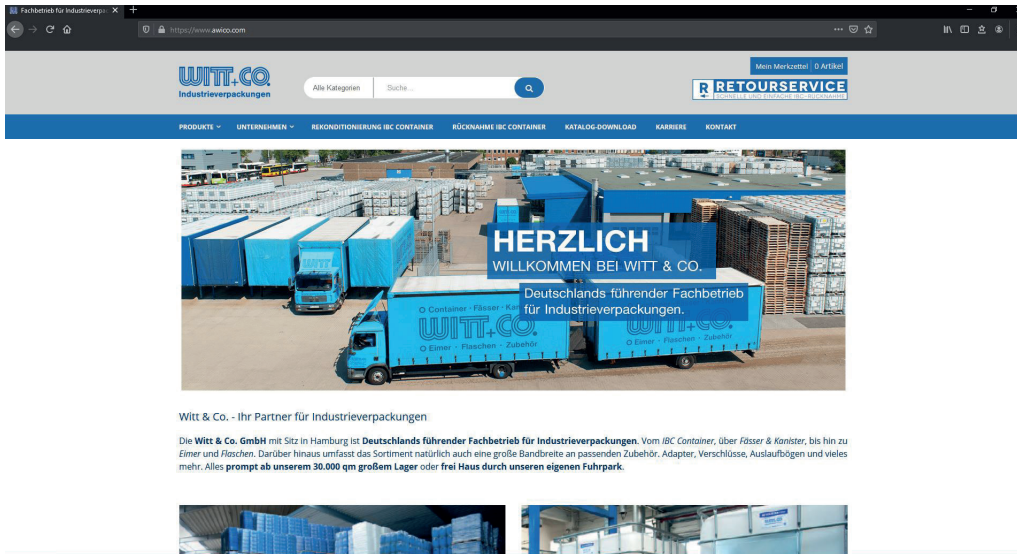 Fachbetrieb für Industrieverpac
https://www.awico.com
WITT+CO.
Industrieverpackungen
Alle Kategorien
Suche ...
Mein Merkzettel 0 Artikel
RETOURSERVICE
SCHNELLE UND EINFACHE IBC-RÜCKNAHME
PRODUKTE UNTERNEHMEN REKONDITIONIERUNG IBC CONTAINER RÜCKNAHME IBC CONTAINER KATALOG-DOWNLOAD KARRIERE KONTAKT
HERZLICH
WILLKOMMEN BEI WITT & CO.
Deutschlands führender Fachbetrieb
für Industrieverpackungen.
Container · Fässer · Kan
WITT+CO.
Eimer · Flaschen · Zubehör
WITT+CO.
Eimer · Flaschen · Zubehör
Witt & Co. - Ihr Partner für Industrieverpackungen
Die Witt & Co. GmbH mit Sitz in Hamburg ist Deutschlands führender Fachbetrieb für Industrieverpackungen. Vom IBC Container, über Fässer & Kanister, bis hin zu
Eimer und Flaschen. Darüber hinaus umfasst das Sortiment natürlich auch eine große Bandbreite an passenden Zubehör. Adapter, Verschlüsse, Auslaufbögen und vieles
mehr. Alles prompt ab unserem 30.000 qm großem Lager oder frei Haus durch unseren eigenen Fuhrpark.